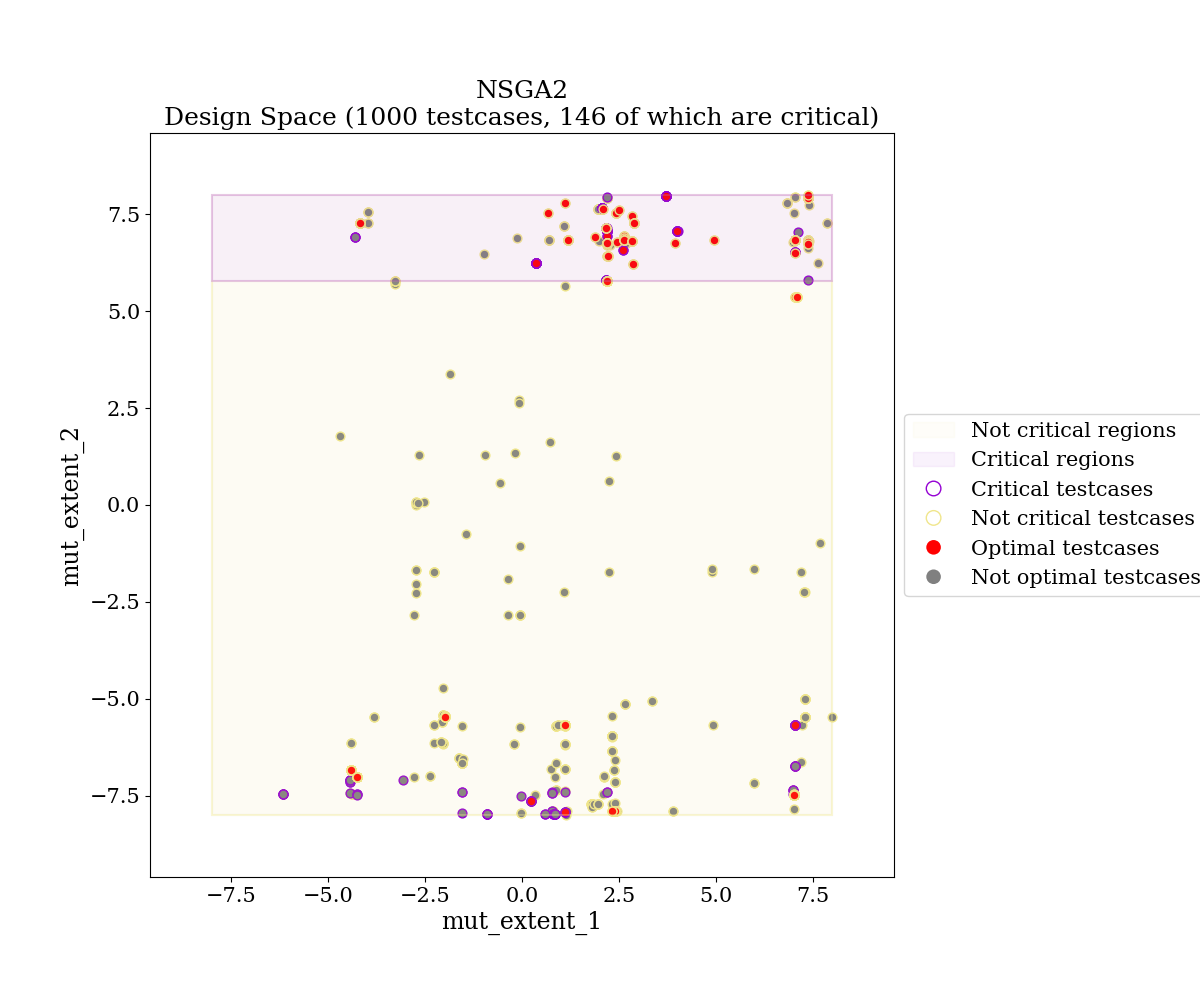 NSGA2
Design Space (1000 testcases, 146 of which are critical)
7.5
5.0
2.5
0.0
−2.5
−5.0
−7.5
mut_extent_2
−7.5 −5.0 −2.5 0.0 2.5 5.0 7.5
mut_extent_1
Not critical regions
Critical regions
Critical testcases
Not critical testcases
Optimal testcases
Not optimal testcases